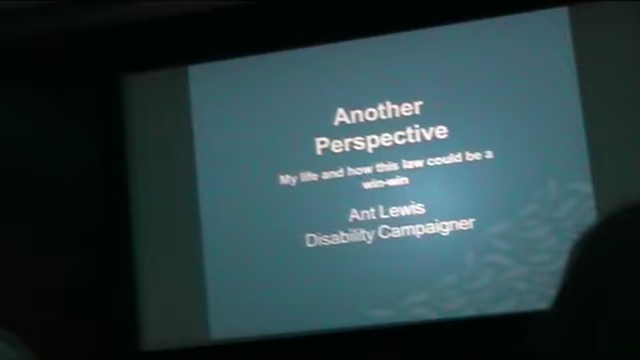 Another
Perspective
My life and how this law could be a
win-win
Ant Lewis
Disability Campaigner